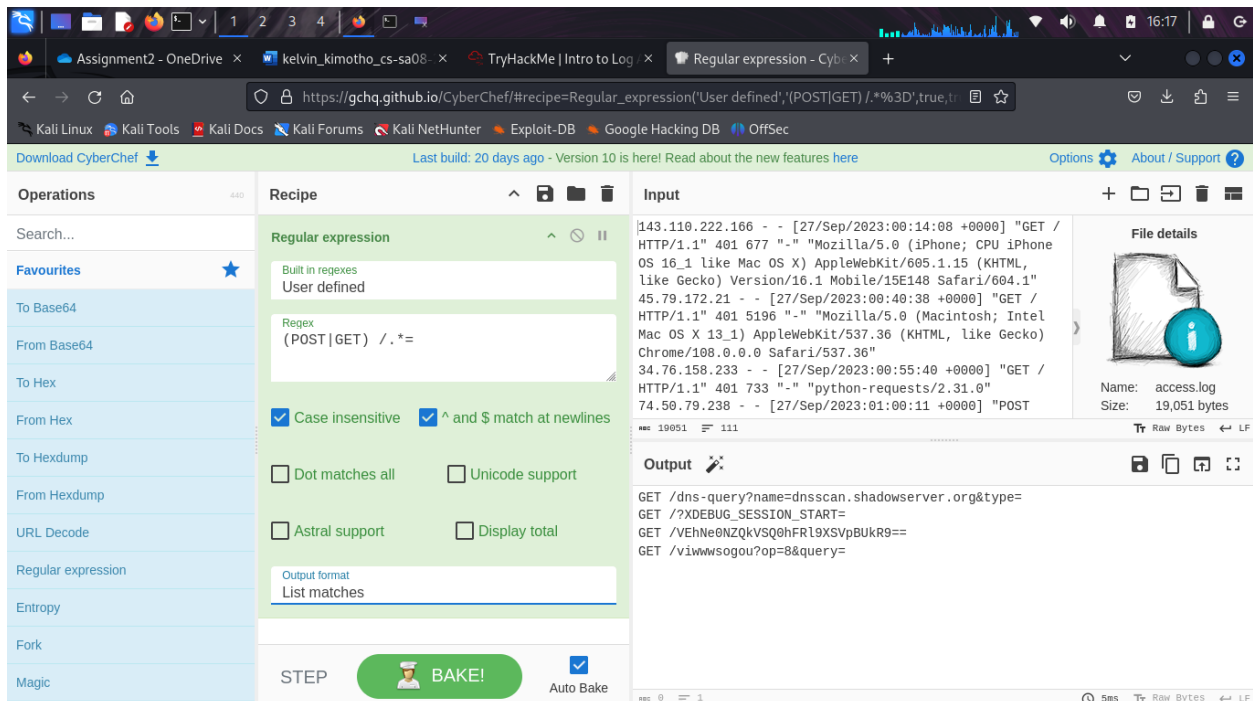 1 2 3 4 16:17
Assignment2 - OneDrive × kelvin_kimotho_cs-sa08- × TryHackMe | Intro to Log A × Regular expression - Cybe × +
https://gchq.github.io/CyberChef/#recipe=Regular_expression('User defined','(POST|GET) /.*%3D',true,tr
Kali Linux Kali Tools Kali Docs Kali Forums Kali NetHunter Exploit-DB Google Hacking DB OffSec
Download CyberChef Last build: 20 days ago - Version 10 is here! Read about the new features here Options About / Support
Operations 440
Search...
Favourites
To Base64
From Base64
To Hex
From Hex
To Hexdump
From Hexdump
URL Decode
Regular expression
Entropy
Fork
Magic
Recipe
Regular expression
Built in regexes
User defined
Regex
(POST|GET) /.*=
Case insensitive ^ and $ match at newlines
Dot matches all Unicode support
Astral support Display total
Output format
List matches
STEP BAKE! Auto Bake
Input
143.110.222.166 - - [27/Sep/2023:00:14:08 +0000] "GET /
HTTP/1.1" 401 677 "-" "Mozilla/5.0 (iPhone; CPU iPhone
OS 16_1 like Mac OS X) AppleWebKit/605.1.15 (KHTML,
like Gecko) Version/16.1 Mobile/15E148 Safari/604.1"
45.79.172.21 - - [27/Sep/2023:00:40:38 +0000] "GET /
HTTP/1.1" 401 5196 "-" "Mozilla/5.0 (Macintosh; Intel
Mac OS X 13_1) AppleWebKit/537.36 (KHTML, like Gecko)
Chrome/108.0.0.0 Safari/537.36"
34.76.158.233 - - [27/Sep/2023:00:55:40 +0000] "GET /
HTTP/1.1" 401 733 "-" "python-requests/2.31.0"
74.50.79.238 - - [27/Sep/2023:01:00:11 +0000] "POST
File details
Name: access.log
Size: 19,051 bytes
ABC 19051 111 Tr Raw Bytes LF
Output
GET /dns-query?name=dnsscan.shadowserver.org&type=
GET /?XDEBUG_SESSION_START=
GET /VEhNe0NZQkVSQ0hFRl9XSVpBUkR9==
GET /viwwwsogou?op=8&query=
ABC 0 1 5ms Tr Raw Bytes LF